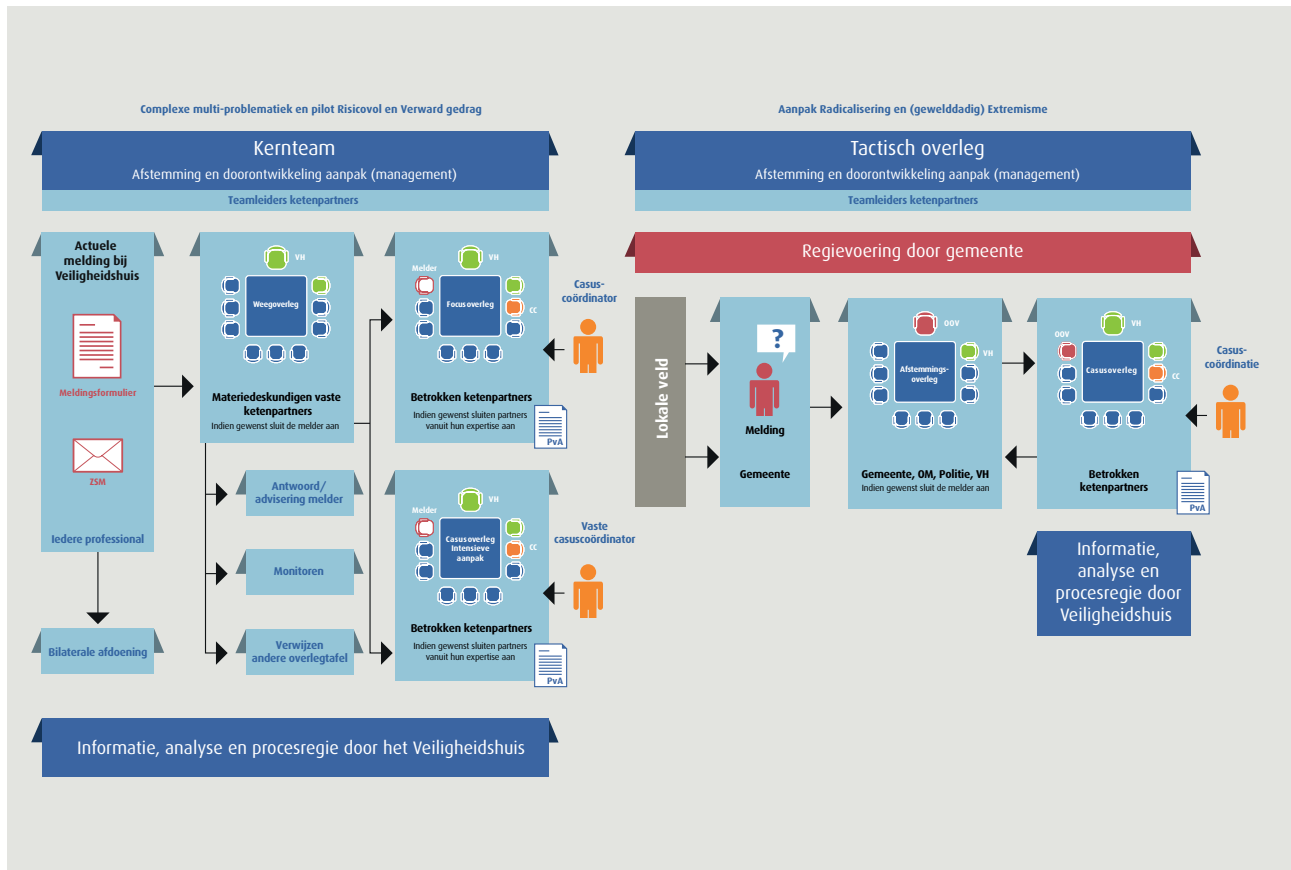 Complexe multi-problematiek en pilot Risicovol en Verward gedrag
Kernteam
Afstemming en doorontwikkeling aanpak (management)
Teamleiders ketenpartners
Actuele
melding bij
Veiligheidshuis
Meldingsformulier
ZSM
Iedere professional
Bilaterale afdoening
VH
Weegoverleg
Materiedeskundigen vaste
ketenpartners
Indien gewenst sluit de melder aan
Antwoord/
advisering melder
Monitoren
Verwijzen
andere overlegtafel
VH
Melder
Focusoverleg
CC
Betrokken ketenpartners
Indien gewenst sluiten partners
vanuit hun expertise aan
PvA
Casus-
coördinator
VH
Melder
Casusoverleg
Intensieve
aanpak
CC
Betrokken ketenpartners
Indien gewenst sluiten partners
vanuit hun expertise aan
PvA
Vaste
casuscoördinator
Informatie, analyse en procesregie door het Veiligheidshuis
Aanpak Radicalisering en (gewelddadig) Extremisme
Tactisch overleg
Afstemming en doorontwikkeling aanpak (management)
Teamleiders ketenpartners
Regievoering door gemeente
Lokale veld
?
Melding
Gemeente
OOV
VH
Afstemmings-
overleg
Gemeente, OM, Politie, VH
Indien gewenst sluit de melder aan
VH
OOV
Casusoverleg
CC
Betrokken
ketenpartners
PvA
Casus-
coördinatie
Informatie,
analyse en
procesregie door
Veiligheidshuis